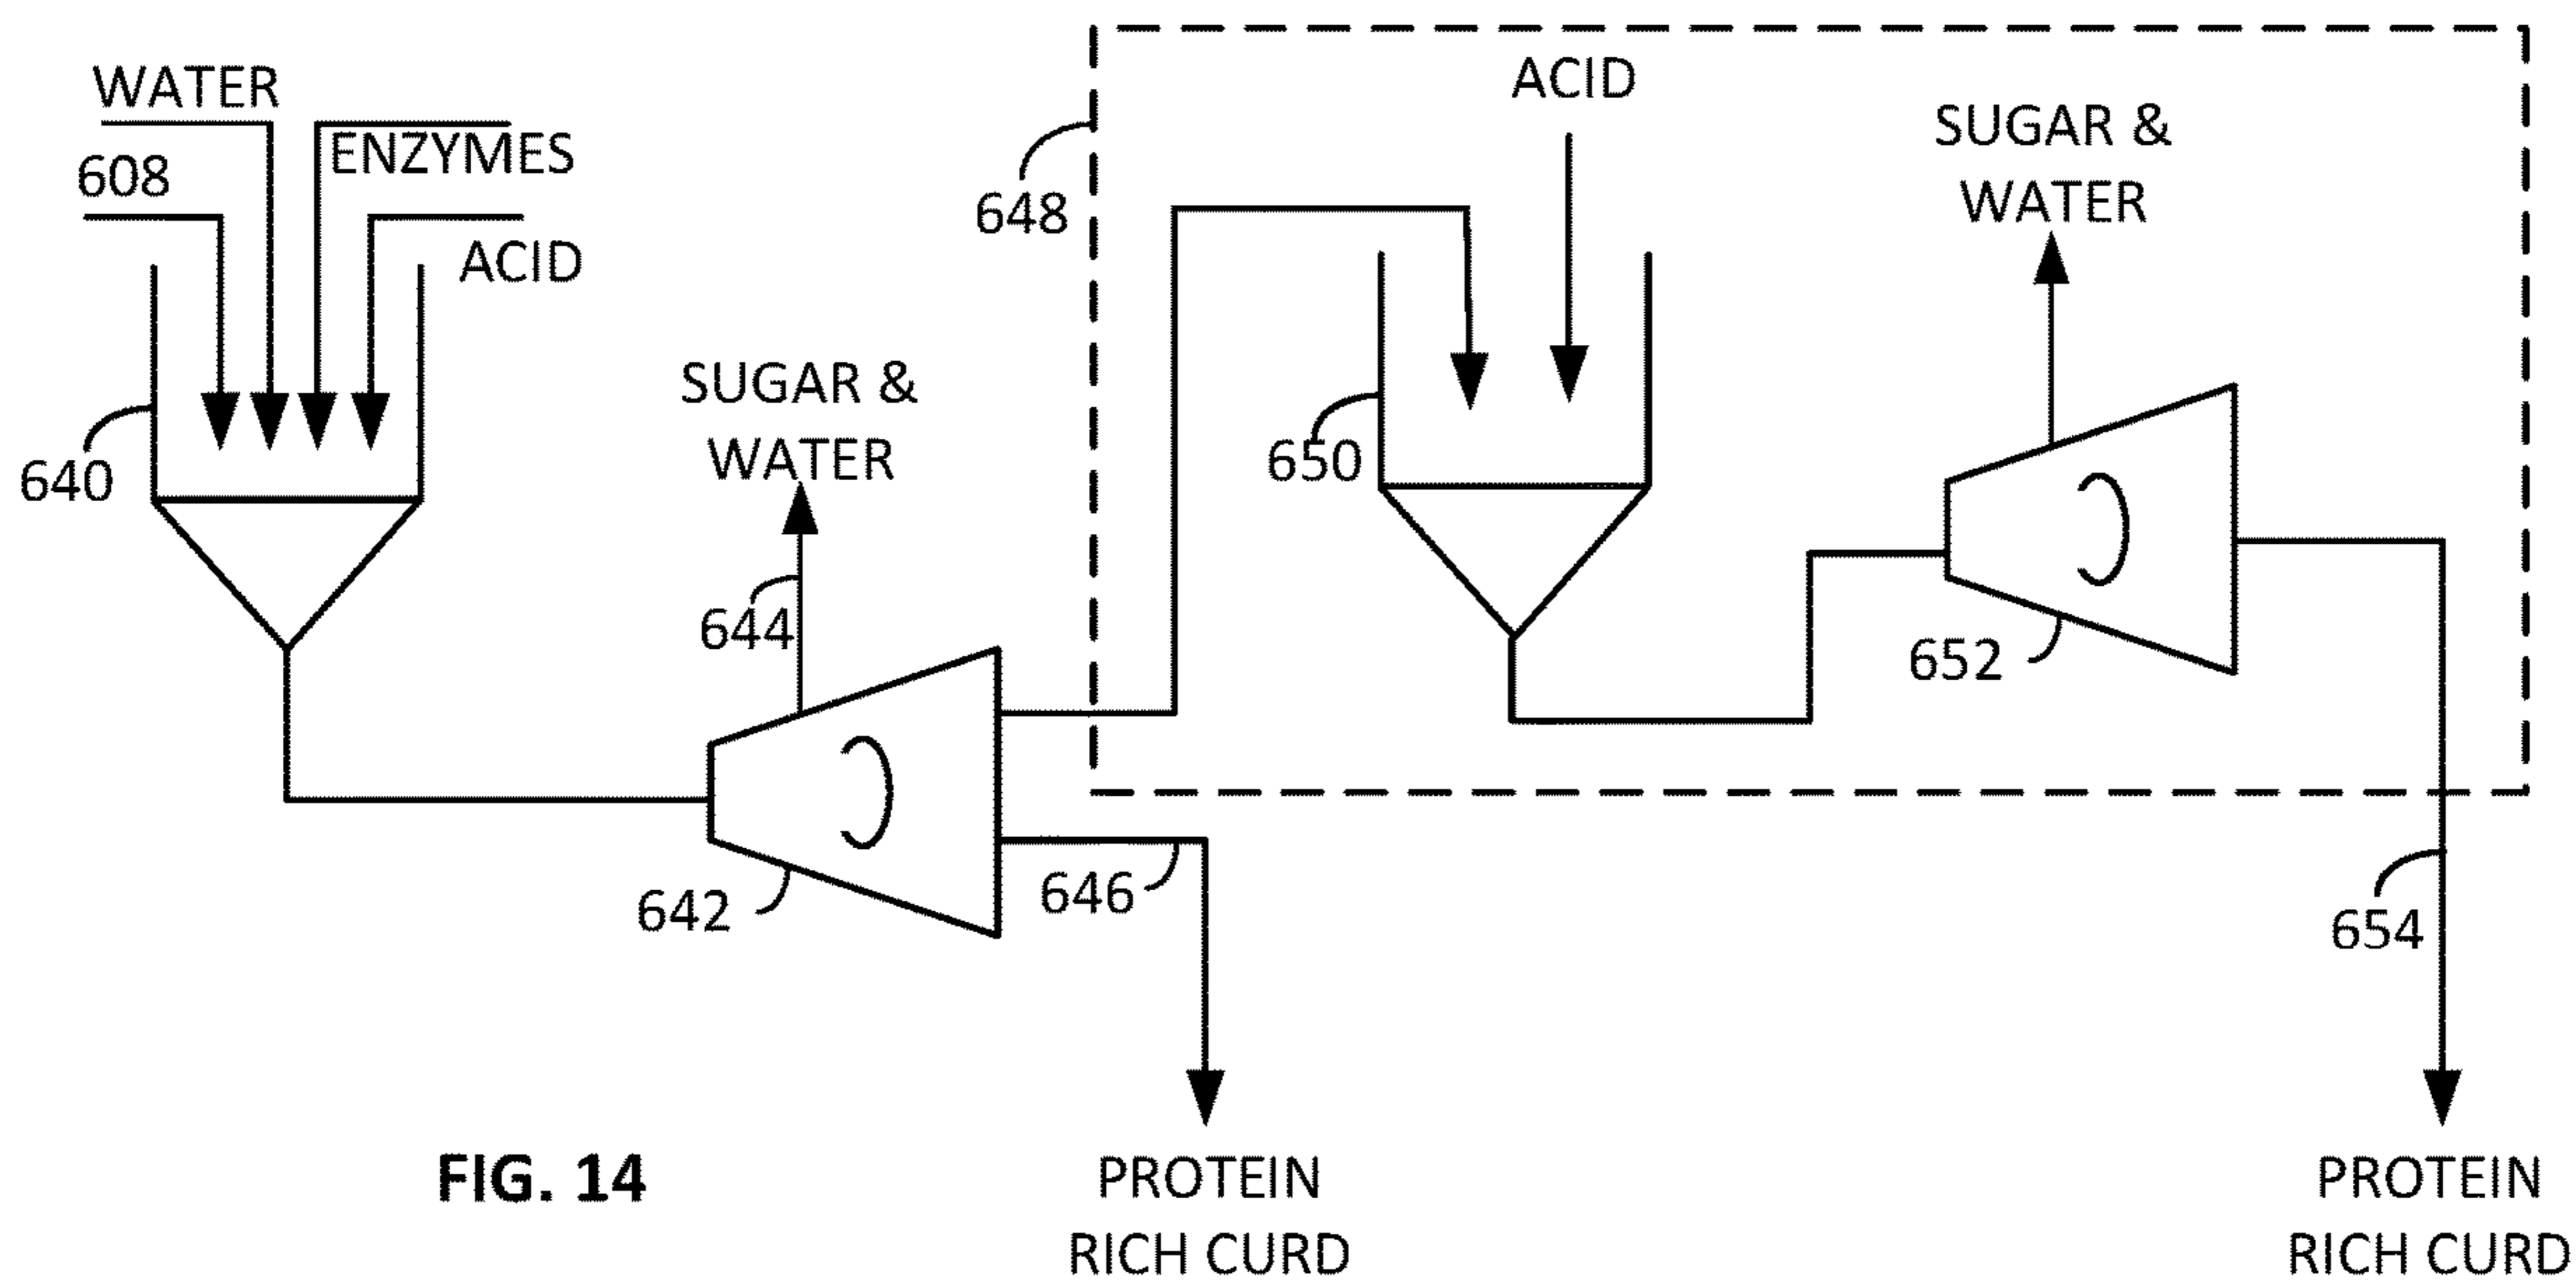 WATER
608
ENZYMES
ACID
640
SUGAR &
WATER
644
642
646
PROTEIN
RICH CURD
648
ACID
650
SUGAR &
WATER
652
654
PROTEIN
RICH CURD
FIG. 14